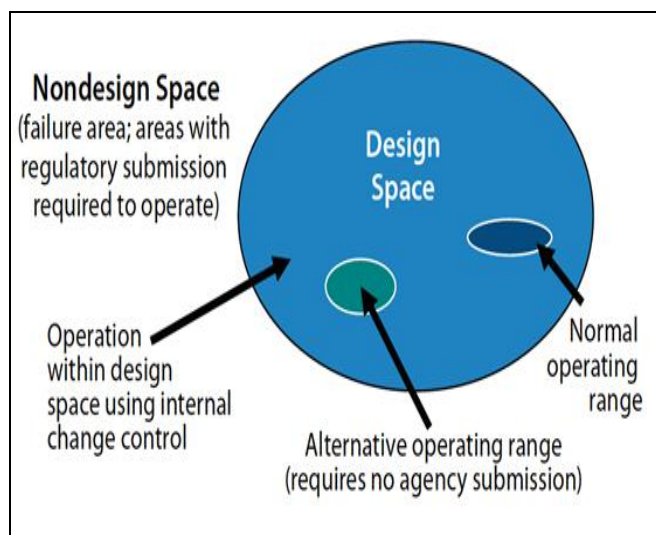 Nondesign Space
(failure area; areas with
regulatory submission
required to operate)
Design
Space
Operation
within design
space using internal
change control
Alternative operating range
(requires no agency submission)
Normal
operating
range